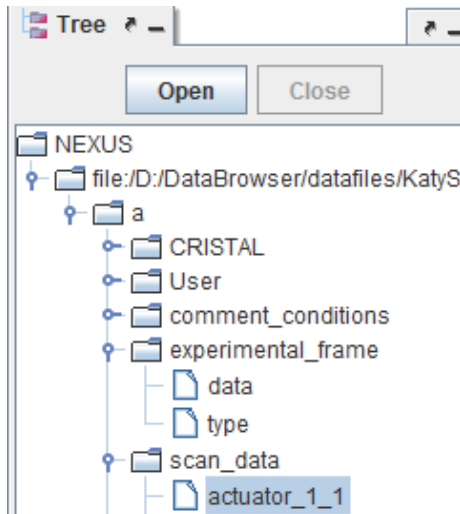 Tree
Open Close
NEXUS
file:/D:/DataBrowser/datafiles/KatyS
a
CRISTAL
User
comment_conditions
experimental_frame
data
type
scan_data
actuator_1_1